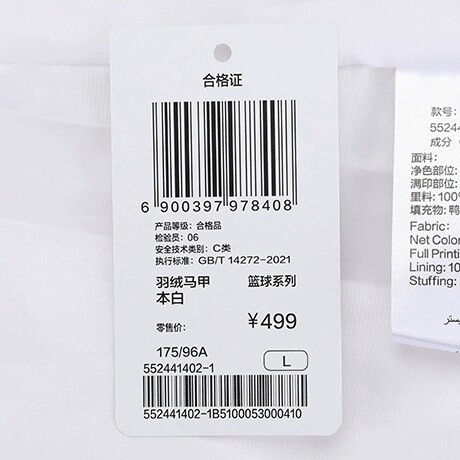 合格证
6 900397 978408
产品等级: 合格品
检验员: 06
安全技术类别: C类
执行标准: GB/T 14272-2021
羽绒马甲 篮球系列
本白
零售价: ¥499
175/96A L
552441402-1
552441402-1B5100053000410
款号:
55244
成分
面料:
净色部位:
满印部位:
里料: 100%
填充物: 鸭
Fabric:
Net Color
Full Printi
Lining: 10
Stuffing: